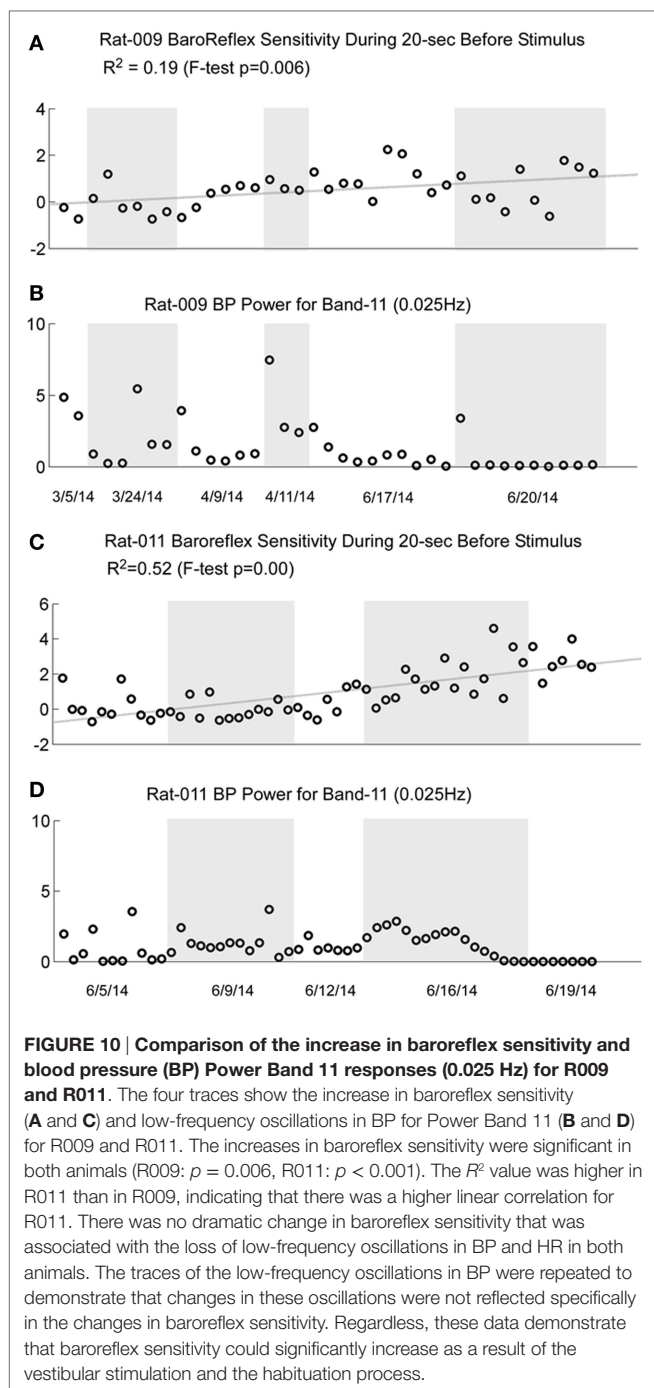 A
Rat-009 BaroReflex Sensitivity During 20-sec Before Stimulus
R² = 0.19 (F-test p=0.006)
4
2
0
-2
B
Rat-009 BP Power for Band-11 (0.025Hz)
10
5
0
3/5/14 3/24/14 4/9/14 4/11/14 6/17/14 6/20/14
C
Rat-011 Baroreflex Sensitivity During 20-sec Before Stimulus
R²=0.52 (F-test p=0.00)
6
4
2
0
-2
D
Rat-011 BP Power for Band-11 (0.025Hz)
10
5
0
6/5/14 6/9/14 6/12/14 6/16/14 6/19/14
FIGURE 10 | Comparison of the increase in baroreflex sensitivity and
blood pressure (BP) Power Band 11 responses (0.025 Hz) for R009
and R011. The four traces show the increase in baroreflex sensitivity
(A and C) and low-frequency oscillations in BP for Power Band 11 (B and D)
for R009 and R011. The increases in baroreflex sensitivity were significant in
both animals (R009: p = 0.006, R011: p < 0.001). The R² value was higher in
R011 than in R009, indicating that there was a higher linear correlation for
R011. There was no dramatic change in baroreflex sensitivity that was
associated with the loss of low-frequency oscillations in BP and HR in both
animals. The traces of the low-frequency oscillations in BP were repeated to
demonstrate that changes in these oscillations were not reflected specifically
in the changes in baroreflex sensitivity. Regardless, these data demonstrate
that baroreflex sensitivity could significantly increase as a result of the
vestibular stimulation and the habituation process.